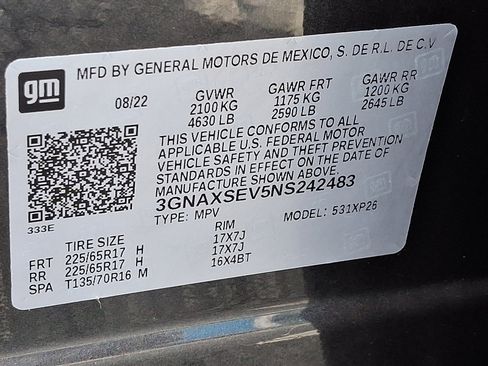 gm
MFD BY GENERAL MOTORS DE MEXICO, S. DE R.L. DE C.V
08/22 GVWR GAWR FRT GAWR RR
2100 KG 1175 KG 1200 KG
4630 LB 2590 LB 2645 LB
THIS VEHICLE CONFORMS TO ALL
APPLICABLE U.S. FEDERAL MOTOR
VEHICLE SAFETY AND THEFT PREVENTION
STANDARDS IN EFFECT ON THE DATE OF
MANUFACTURE SHOWN ABOVE.
3GNAXSEV5NS242483
333E TYPE: MPV MODEL: 531XP26
TIRE SIZE RIM
FRT 225/65R17 H 17X7J
RR 225/65R17 H 17X7J
SPA T135/70R16 M 16X4BT